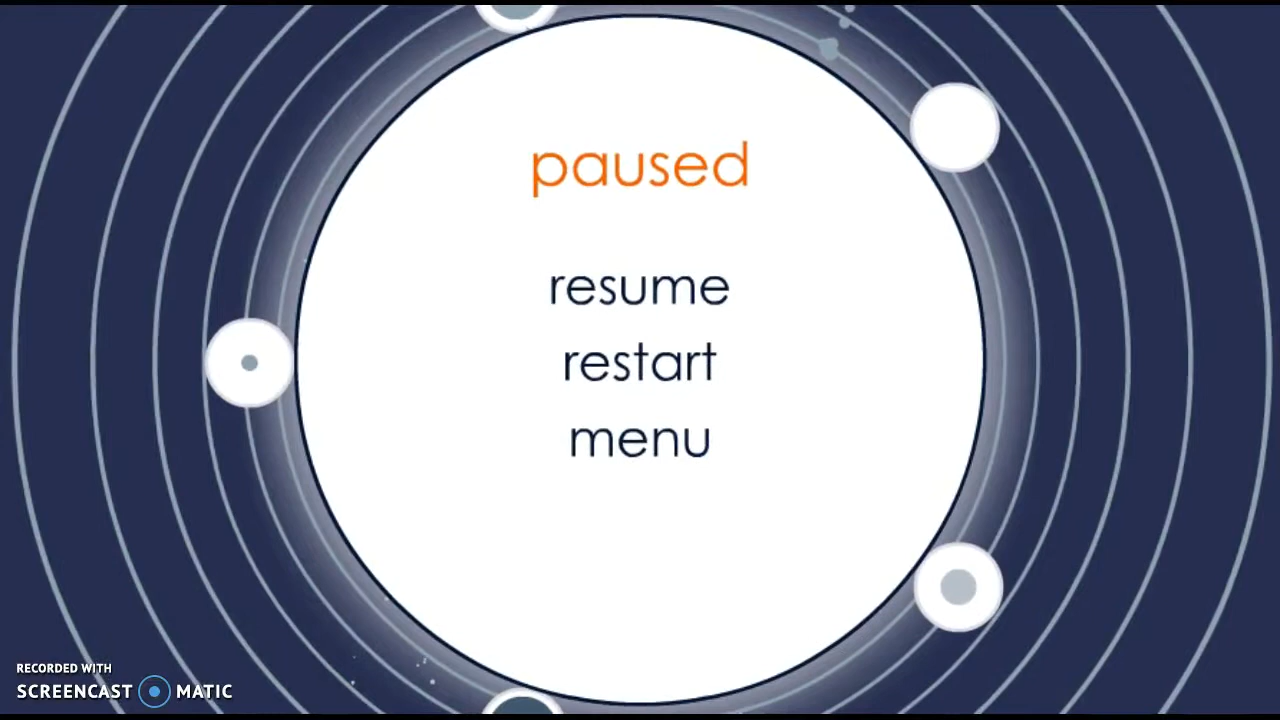 paused
resume
restart
menu
RECORDED WITH
SCREENCAST MATIC